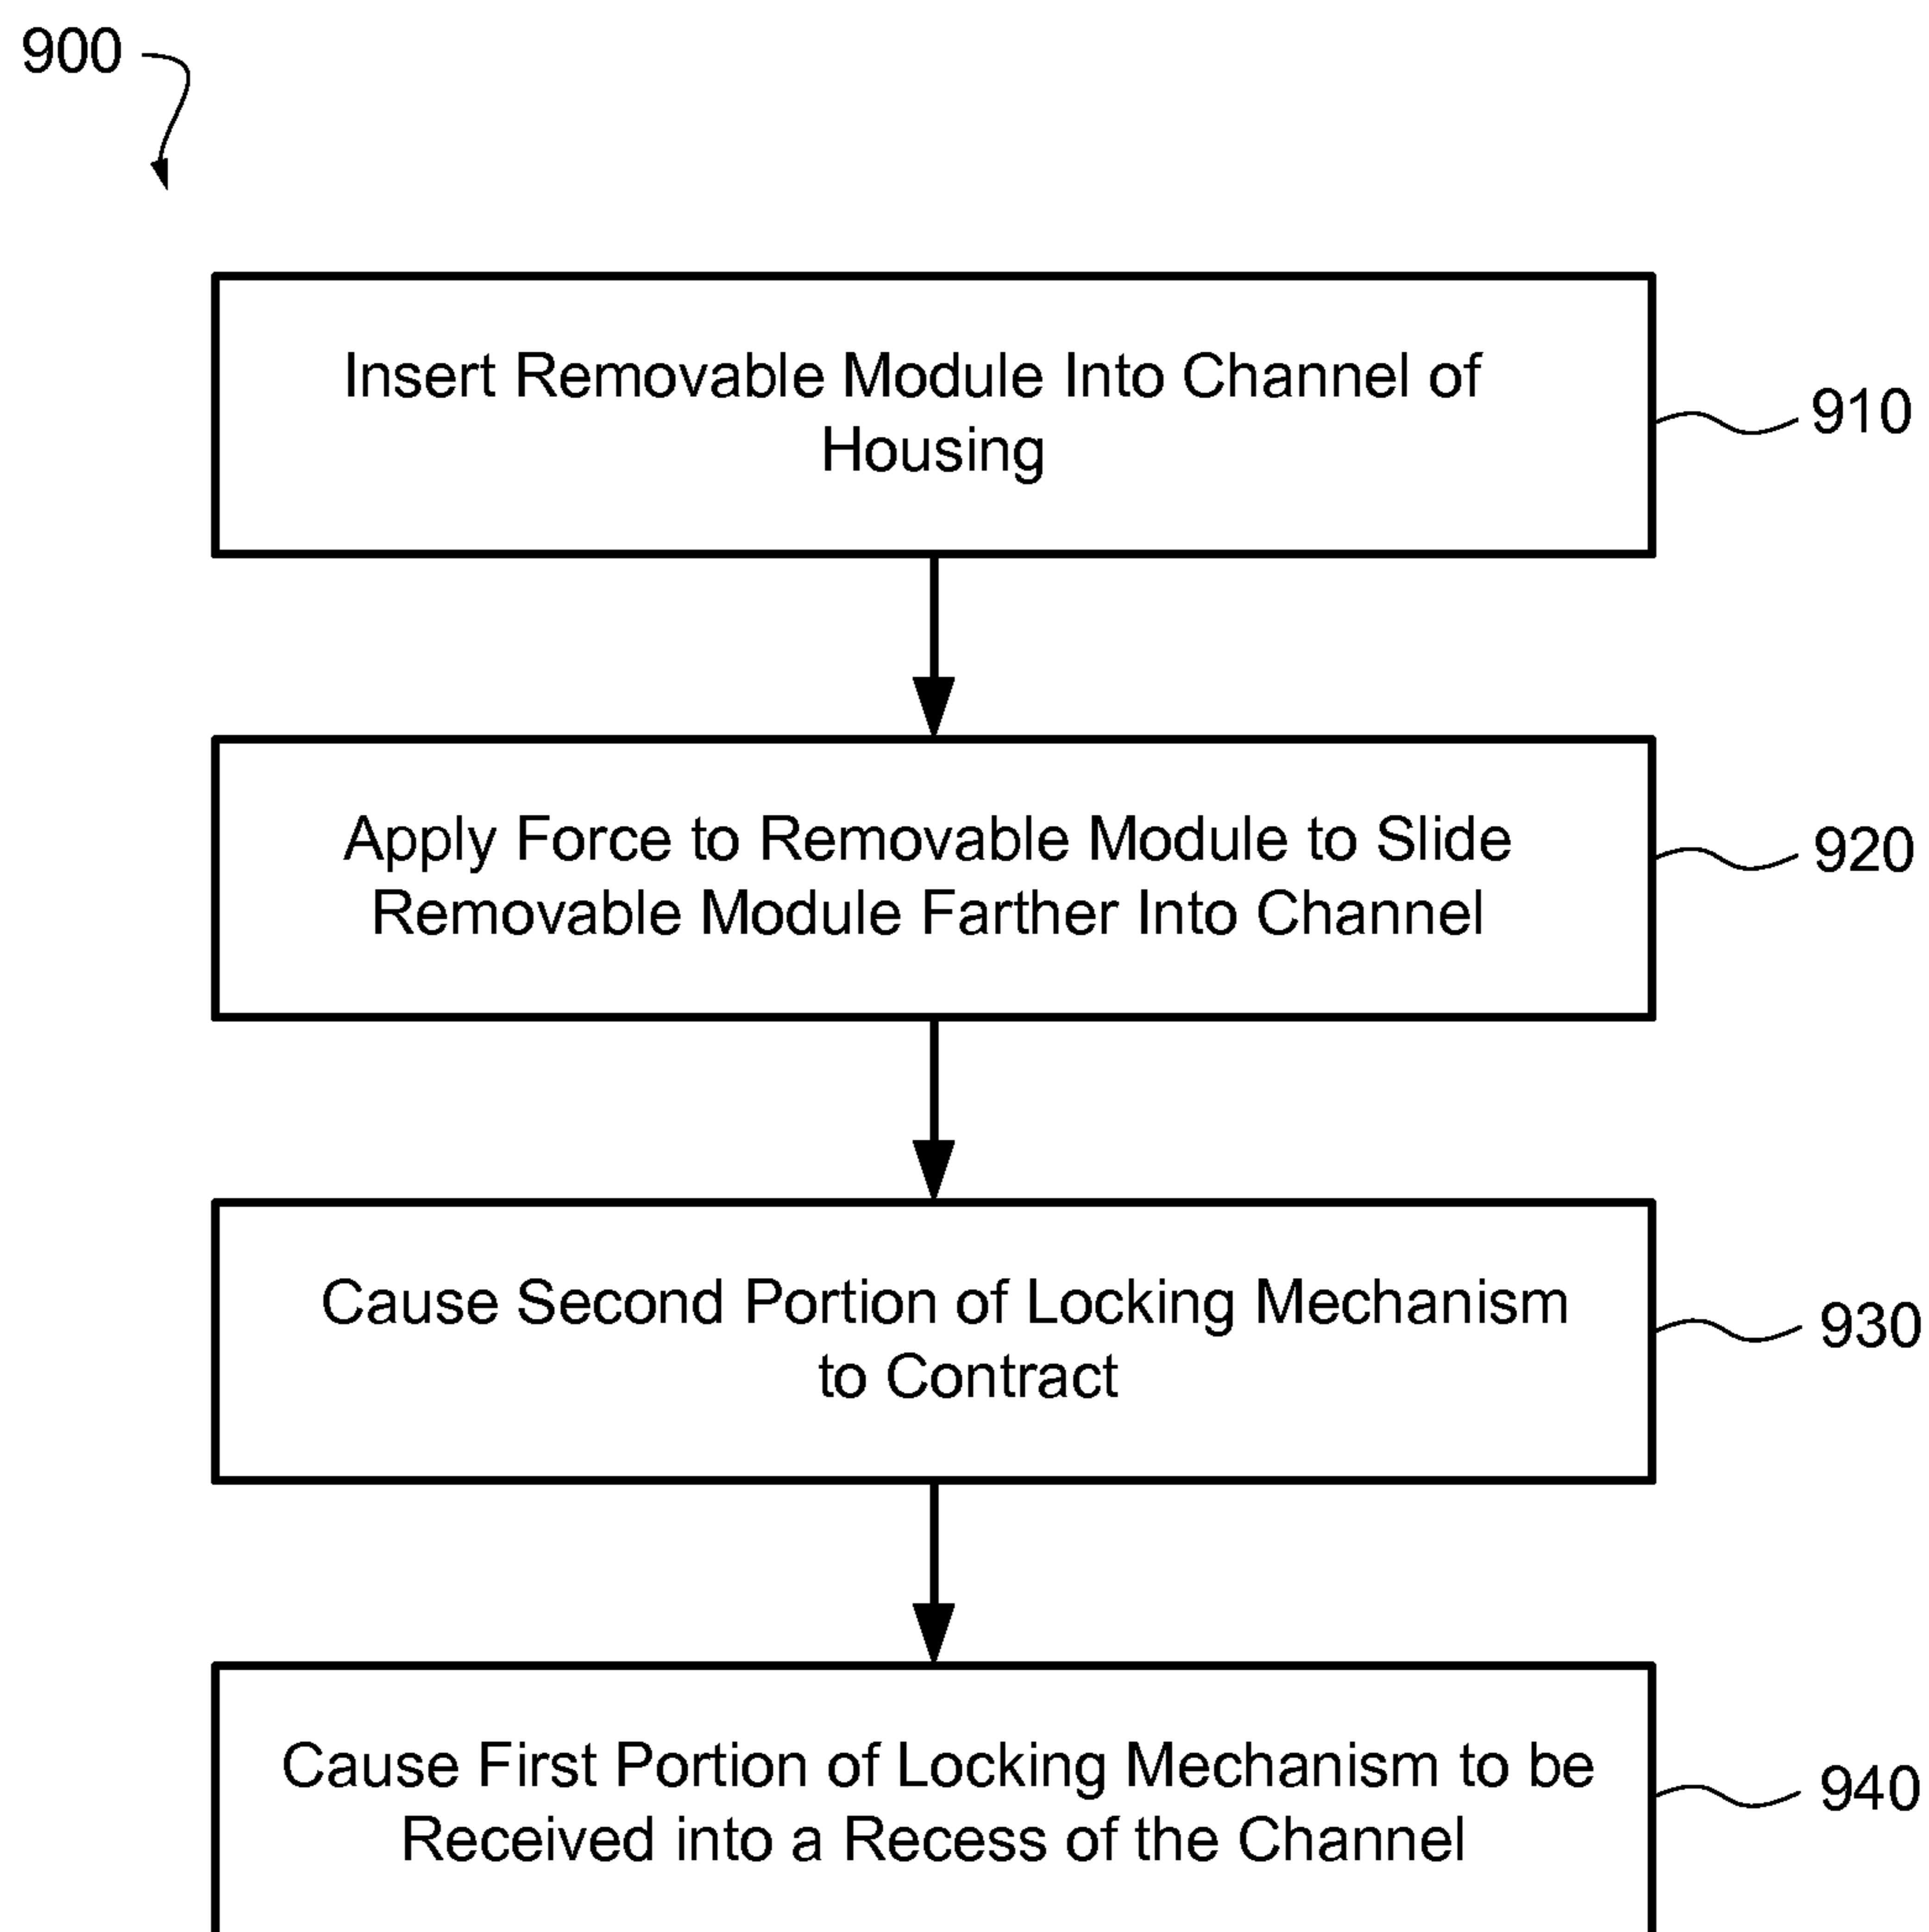 900
Insert Removable Module Into Channel of
Housing
910
Apply Force to Removable Module to Slide
Removable Module Farther Into Channel
920
Cause Second Portion of Locking Mechanism
to Contract
930
Cause First Portion of Locking Mechanism to be
Received into a Recess of the Channel
940